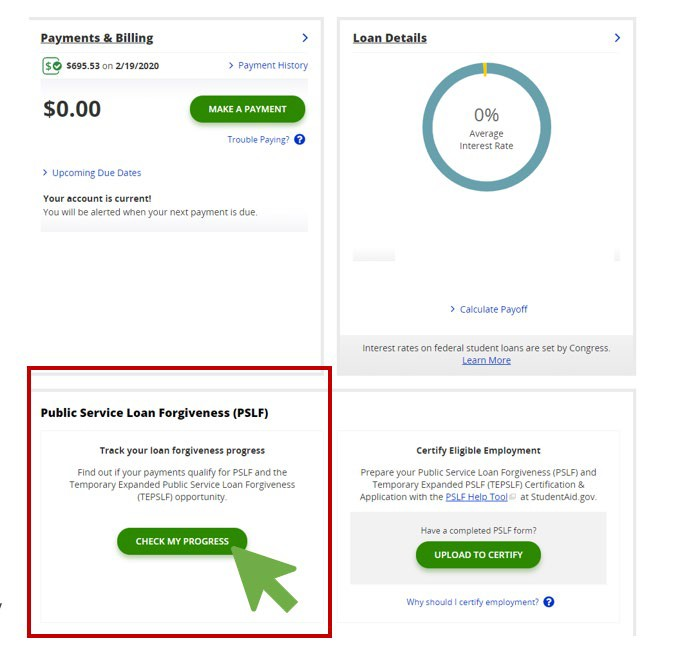 Payments & Billing
$695.53 on 2/19/2020
Payment History
$0.00
MAKE A PAYMENT
Trouble Paying? ?
Upcoming Due Dates
Your account is current!
You will be alerted when your next payment is due.
Loan Details
0%
Average
Interest Rate
Calculate Payoff
Interest rates on federal student loans are set by Congress.
Learn More
Public Service Loan Forgiveness (PSLF)
Track your loan forgiveness progress
Find out if your payments qualify for PSLF and the
Temporary Expanded Public Service Loan Forgiveness
(TEPSLF) opportunity.
CHECK MY PROGRESS
Certify Eligible Employment
Prepare your Public Service Loan Forgiveness (PSLF) and
Temporary Expanded PSLF (TEPSLF) Certification &
Application with the PSLF Help Tool at StudentAid.gov.
Have a completed PSLF form?
UPLOAD TO CERTIFY
Why should I certify employment? ?